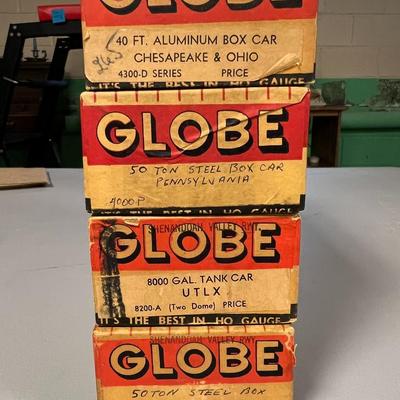 GLOBE
40 FT. ALUMINUM BOX CAR
CHESAPEAKE & OHIO
4300-D SERIES PRICE
265
IT'S THE BEST IN HO GAUGE
GLOBE
50 TON STEEL BOX CAR
PENNSYLVANIA
4000P
IT'S THE BEST IN HO GAUGE
SHENANDOAH VALLEY RWY.
GLOBE
8000 GAL. TANK CAR
UTLX
8200-A (Two Dome) PRICE
IT'S THE BEST IN HO GAUGE
SHENANDOAH VALLEY RWY
GLOBE
50 TON STEEL BOX